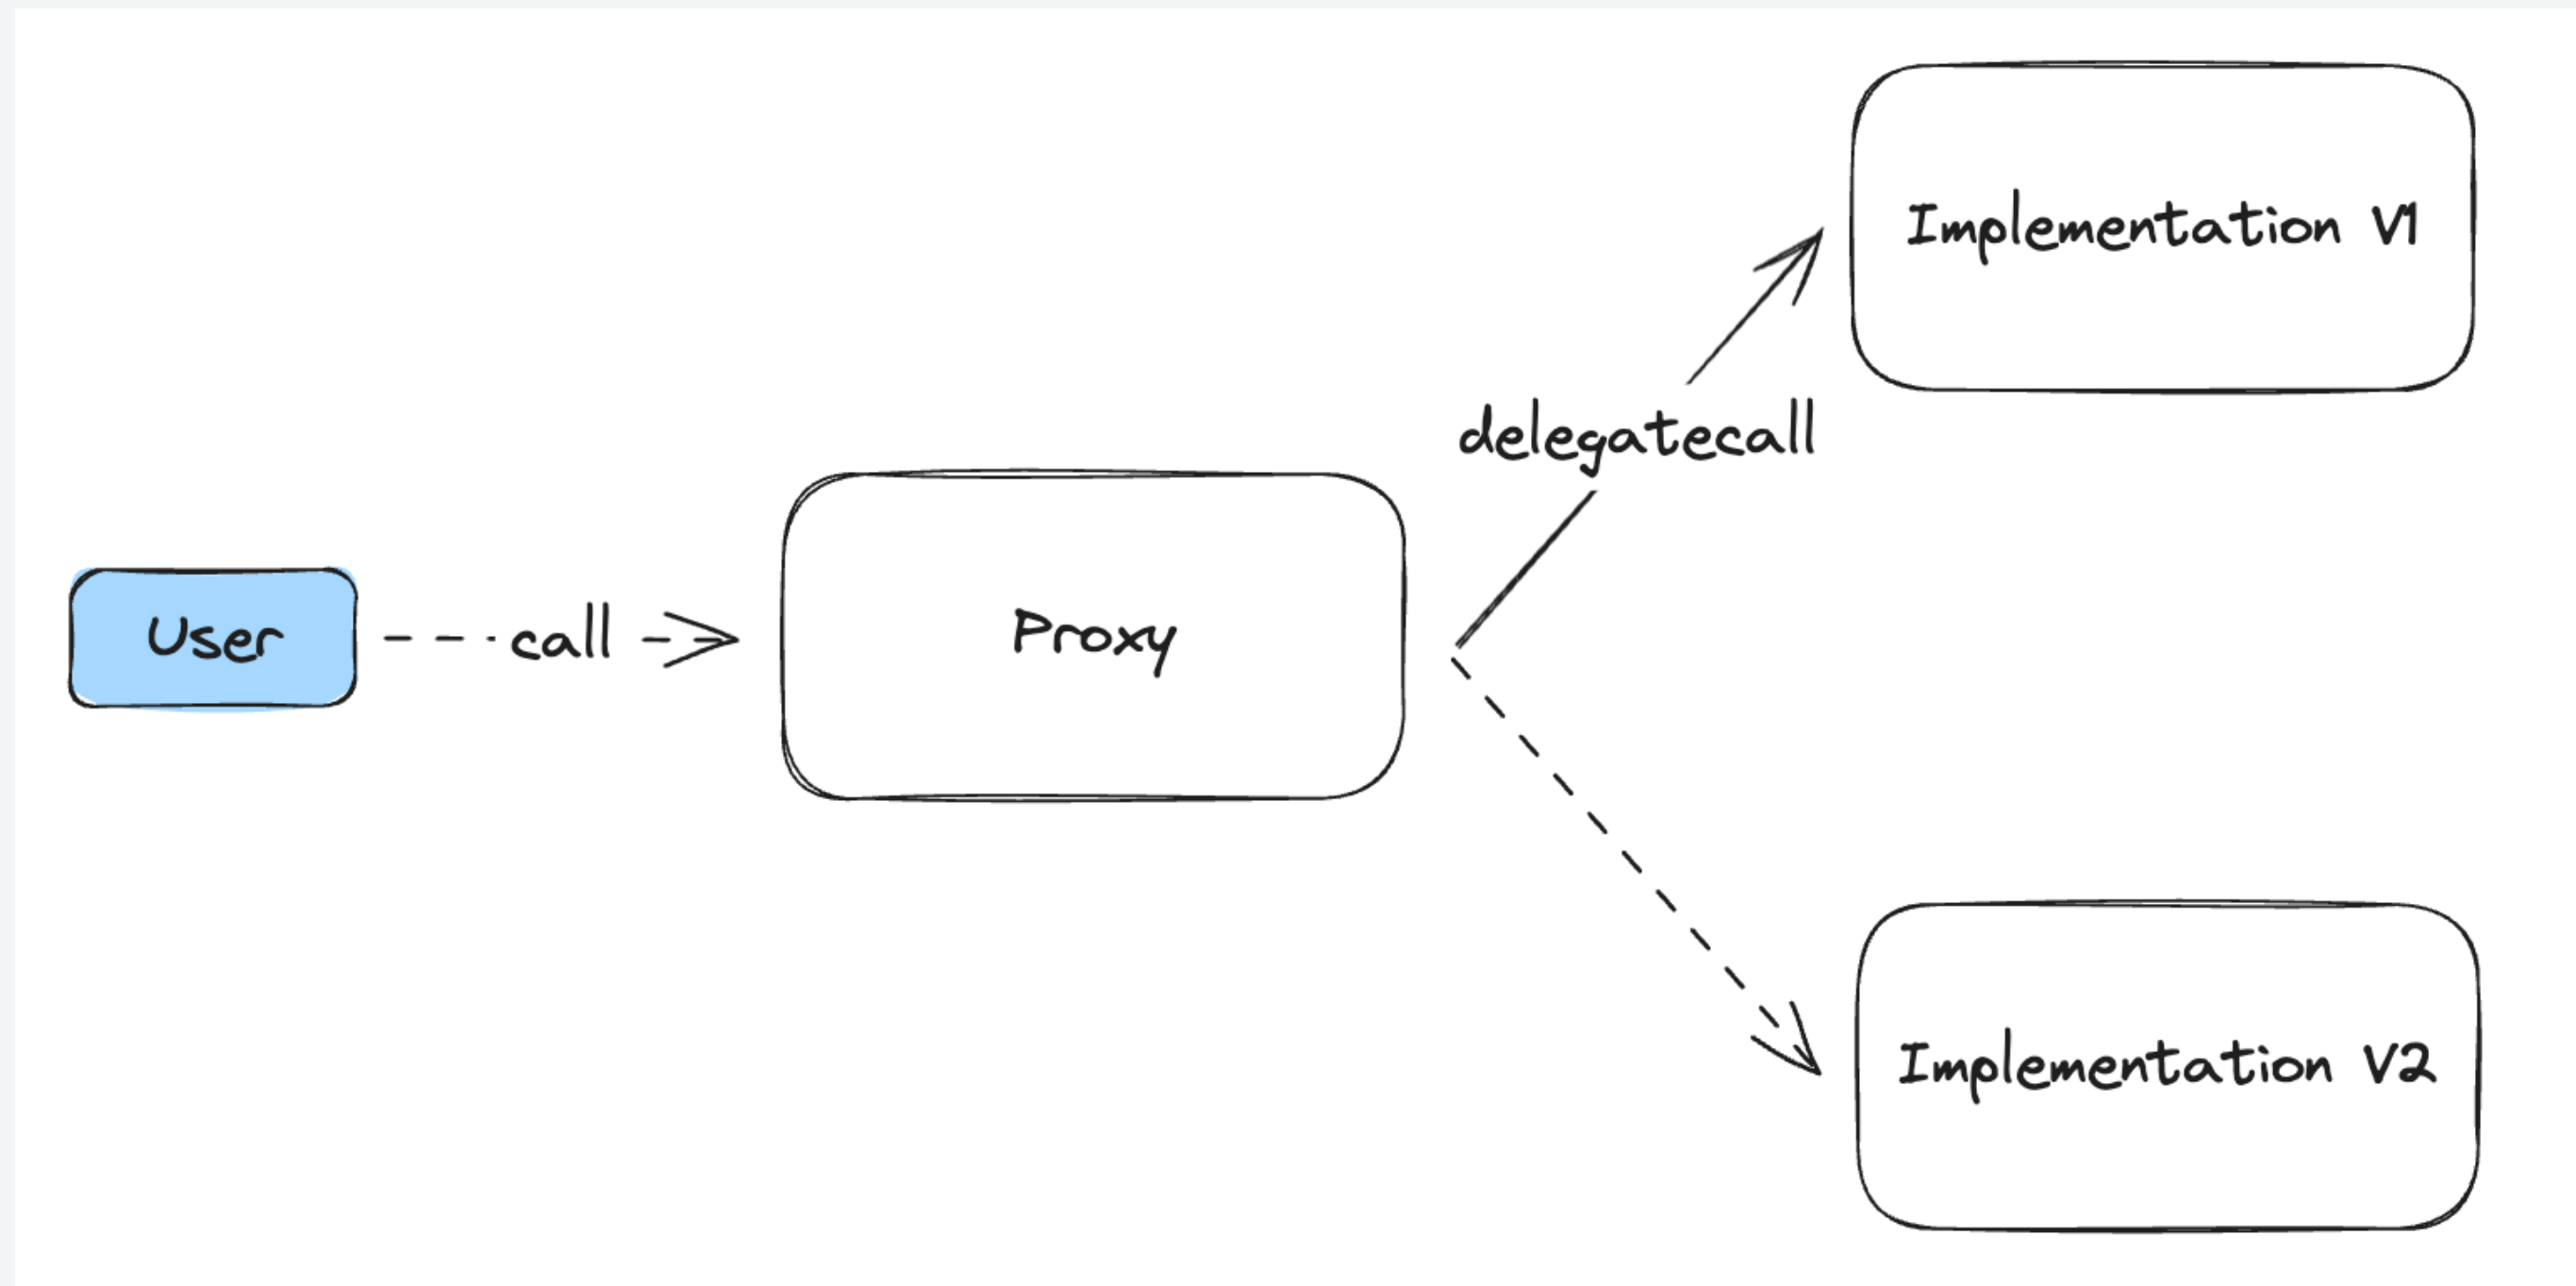 Implementation V1
delegatecall
User
call
Proxy
Implementation V2